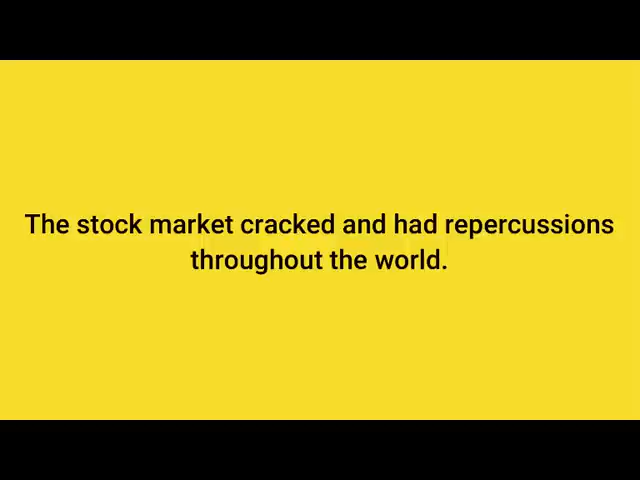 The stock market cracked and had repercussions
throughout the world.